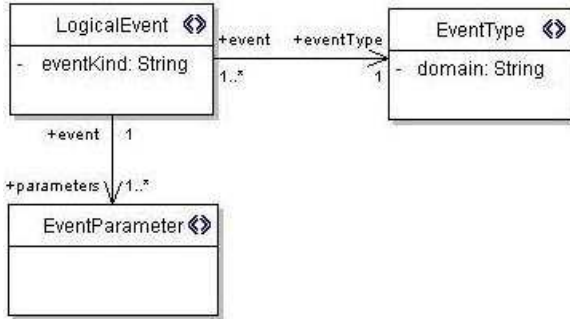 LogicalEvent
- eventKind: String
+event +eventType
1..* 1
EventType
- domain: String
+event 1
+parameters 1..*
EventParameter